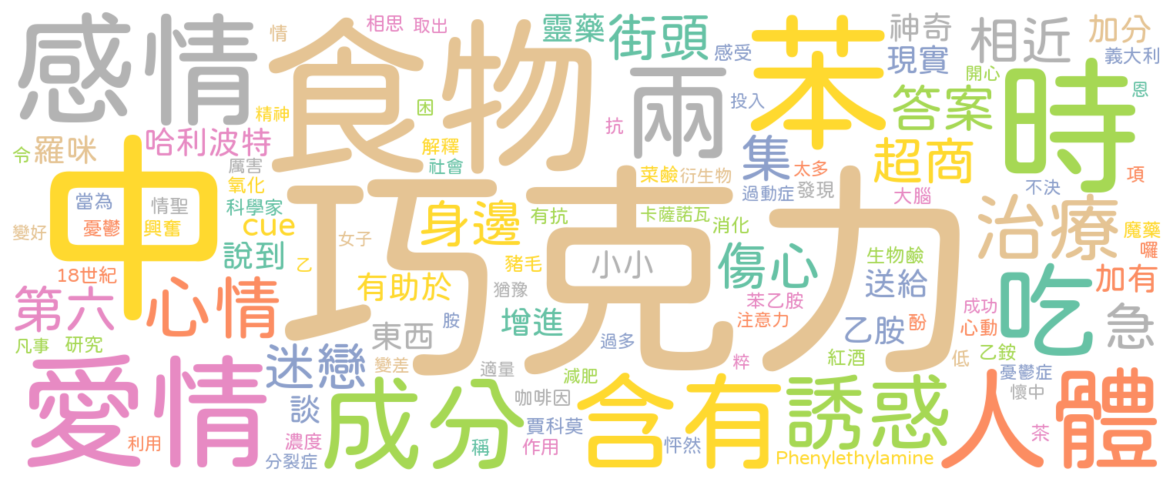 感情
食物
兩
苯
時
靈藥
街頭
神奇
相近
加分
義大利
現實
開心
恩
相思
取出
情
精神
困
感受
投入
抗
答案
超商
集
太多
過動症
發現
不決
項
大腦
令
羅咪
哈利波特
厲害
氧化
科學家
解釋
社會
菜鹼
衍生物
中
當為
情聖
憂鬱
興奮
變好
cue
身邊
有抗
卡薩諾瓦
消化
巧克力
女子
乙
說到
18世紀
第六
心情
有助於
豬毛
小小
猶豫
傷心
生物鹼
送給
治療
魔藥
囉
加有
吃
急
凡事
研究
東西
胺
增進
過多
苯乙胺
注意力
乙胺
酚
成功
心動
愛情
迷戀
變差
適量
減肥
粹
紅酒
低
乙銨
憂鬱症
懷中
談
成分
咖啡因
含有
誘惑
人體
茶
利用
濃度
分裂症
稱
賈科莫
作用
怦然
Phenylethylamine